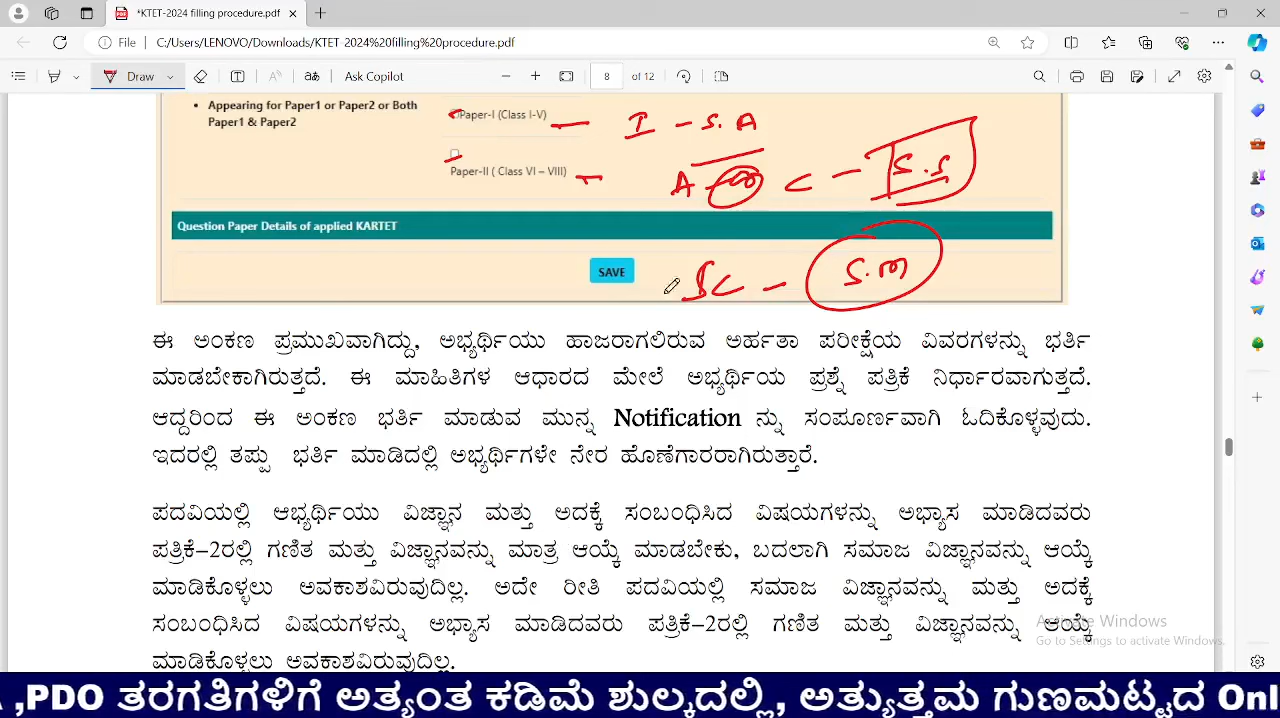 *KTET-2024 filling procedure.pdf
File C:/Users/LENOVO/Downloads/KTET-2024%20filling%20procedure.pdf
Draw Ask Copilot 8 of 12
• Appearing for Paper1 or Paper2 or Both Paper1 & Paper2
Paper-I (Class I-V) — I - S.A
Paper-II ( Class VI – VIII) - A or C - S.S
Question Paper Details of applied KARTET
SAVE Sc - S.M
ಈ ಅಂಕಣ ಪ್ರಮುಖವಾಗಿದ್ದು, ಅಭ್ಯರ್ಥಿಯು ಹಾಜರಾಗಲಿರುವ ಅರ್ಹತಾ ಪರೀಕ್ಷೆಯ ವಿವರಗಳನ್ನು ಭರ್ತಿ
ಮಾಡಬೇಕಾಗಿರುತ್ತದೆ. ಈ ಮಾಹಿತಿಗಳ ಆಧಾರದ ಮೇಲೆ ಅಭ್ಯರ್ಥಿಯ ಪ್ರಶ್ನೆ ಪತ್ರಿಕೆ ನಿರ್ಧಾರವಾಗುತ್ತದೆ.
ಆದ್ದರಿಂದ ಈ ಅಂಕಣ ಭರ್ತಿ ಮಾಡುವ ಮುನ್ನ Notification ನ್ನು ಸಂಪೂರ್ಣವಾಗಿ ಓದಿಕೊಳ್ಳವುದು.
ಇದರಲ್ಲಿ ತಪ್ಪು ಭರ್ತಿ ಮಾಡಿದಲ್ಲಿ ಅಭ್ಯರ್ಥಿಗಳೇ ನೇರ ಹೊಣೆಗಾರರಾಗಿರುತ್ತಾರೆ.
ಪದವಿಯಲ್ಲಿ ಆಭ್ಯರ್ಥಿಯು ವಿಜ್ಞಾನ ಮತ್ತು ಅದಕ್ಕೆ ಸಂಬಂಧಿಸಿದ ವಿಷಯಗಳನ್ನು ಅಭ್ಯಾಸ ಮಾಡಿದವರು
ಪತ್ರಿಕೆ-2ರಲ್ಲಿ ಗಣಿತ ಮತ್ತು ವಿಜ್ಞಾನವನ್ನು ಮಾತ್ರ ಆಯ್ಕೆ ಮಾಡಬೇಕು, ಬದಲಾಗಿ ಸಮಾಜ ವಿಜ್ಞಾನವನ್ನು ಆಯ್ಕೆ
ಮಾಡಿಕೊಳ್ಳಲು ಅವಕಾಶವಿರುವುದಿಲ್ಲ. ಅದೇ ರೀತಿ ಪದವಿಯಲ್ಲಿ ಸಮಾಜ ವಿಜ್ಞಾನವನ್ನು ಮತ್ತು ಅದಕ್ಕೆ
ಸಂಬಂಧಿಸಿದ ವಿಷಯಗಳನ್ನು ಅಭ್ಯಾಸ ಮಾಡಿದವರು ಪತ್ರಿಕೆ-2ರಲ್ಲಿ ಗಣಿತ ಮತ್ತು ವಿಜ್ಞಾನವನ್ನು ಆಯ್ಕೆ
ಮಾಡಿಕೊಳ್ಳಲು ಅವಕಾಶವಿರುವುದಿಲ್ಲ.
Activate Windows
Go to Settings to activate Windows.
A ,PDO ತರಗತಿಗಳಿಗೆ ಅತ್ಯಂತ ಕಡಿಮೆ ಶುಲ್ಕದಲ್ಲಿ, ಅತ್ಯುತ್ತಮ ಗುಣಮಟ್ಟದ Onl